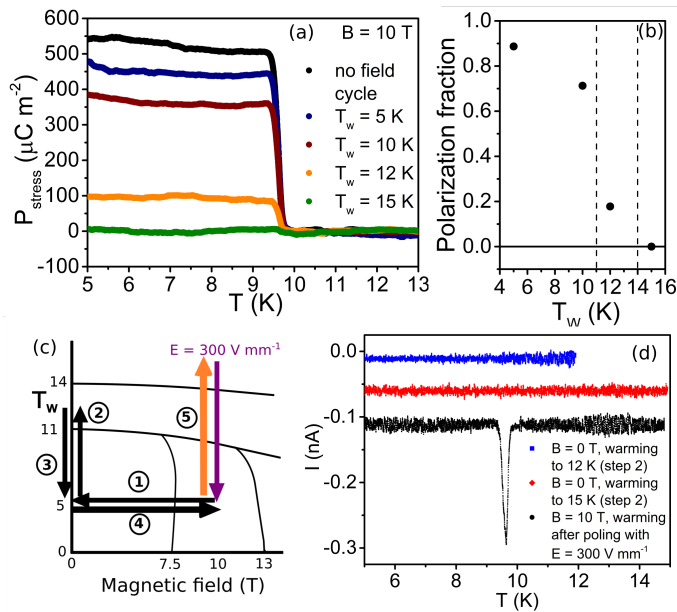 (a)
B = 10 T
no field
cycle
T_w = 5 K
T_w = 10 K
T_w = 12 K
T_w = 15 K
P_stress (μC m⁻²)
600
500
400
300
200
100
0
-100
5 6 7 8 9 10 11 12 13
T (K)
(b)
Polarization fraction
1.0
0.8
0.6
0.4
0.2
0.0
4 6 8 10 12 14 16
T_w (K)
(c)
E = 300 V mm⁻¹
14
T_w
11
5
0
② ⑤
③
①
④
7.5 13
Magnetic field (T)
(d)
I (nA)
0.0
-0.1
-0.2
-0.3
B = 0 T, warming
to 12 K (step 2)
B = 0 T, warming
to 15 K (step 2)
B = 10 T, warming
after poling with
E = 300 V mm⁻¹
6 8 10 12 14
T (K)